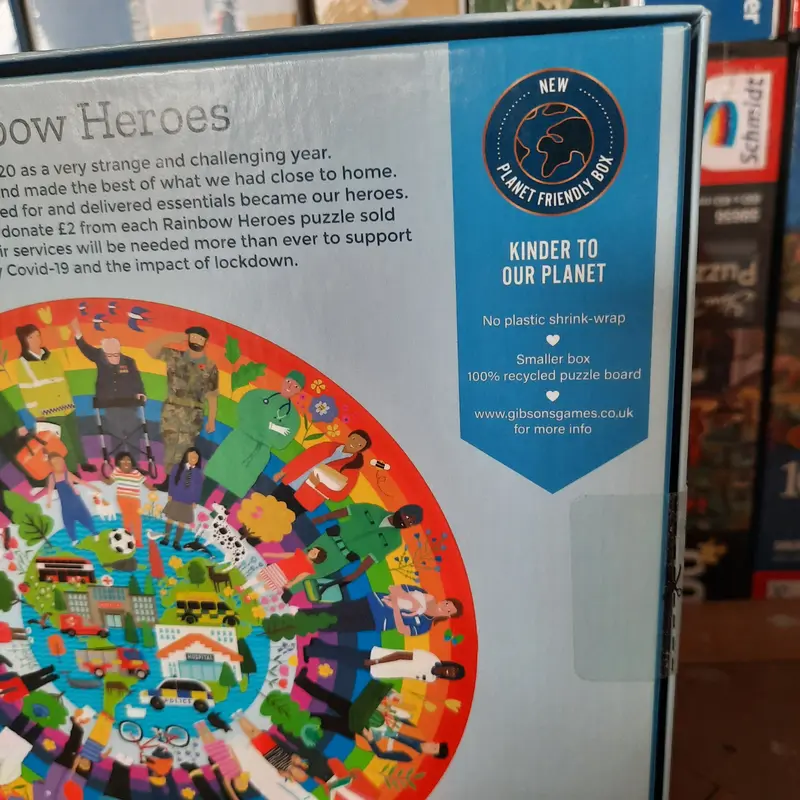 bow Heroes
20 as a very strange and challenging year.
nd made the best of what we had close to home.
ed for and delivered essentials became our heroes.
donate £2 from each Rainbow Heroes puzzle sold
ir services will be needed more than ever to support
y Covid-19 and the impact of lockdown.
NEW
PLANET FRIENDLY BOX
KINDER TO
OUR PLANET
No plastic shrink-wrap
Smaller box
100% recycled puzzle board
www.gibsonsgames.co.uk
for more info
HOSPITAL
POLICE
Schmidt